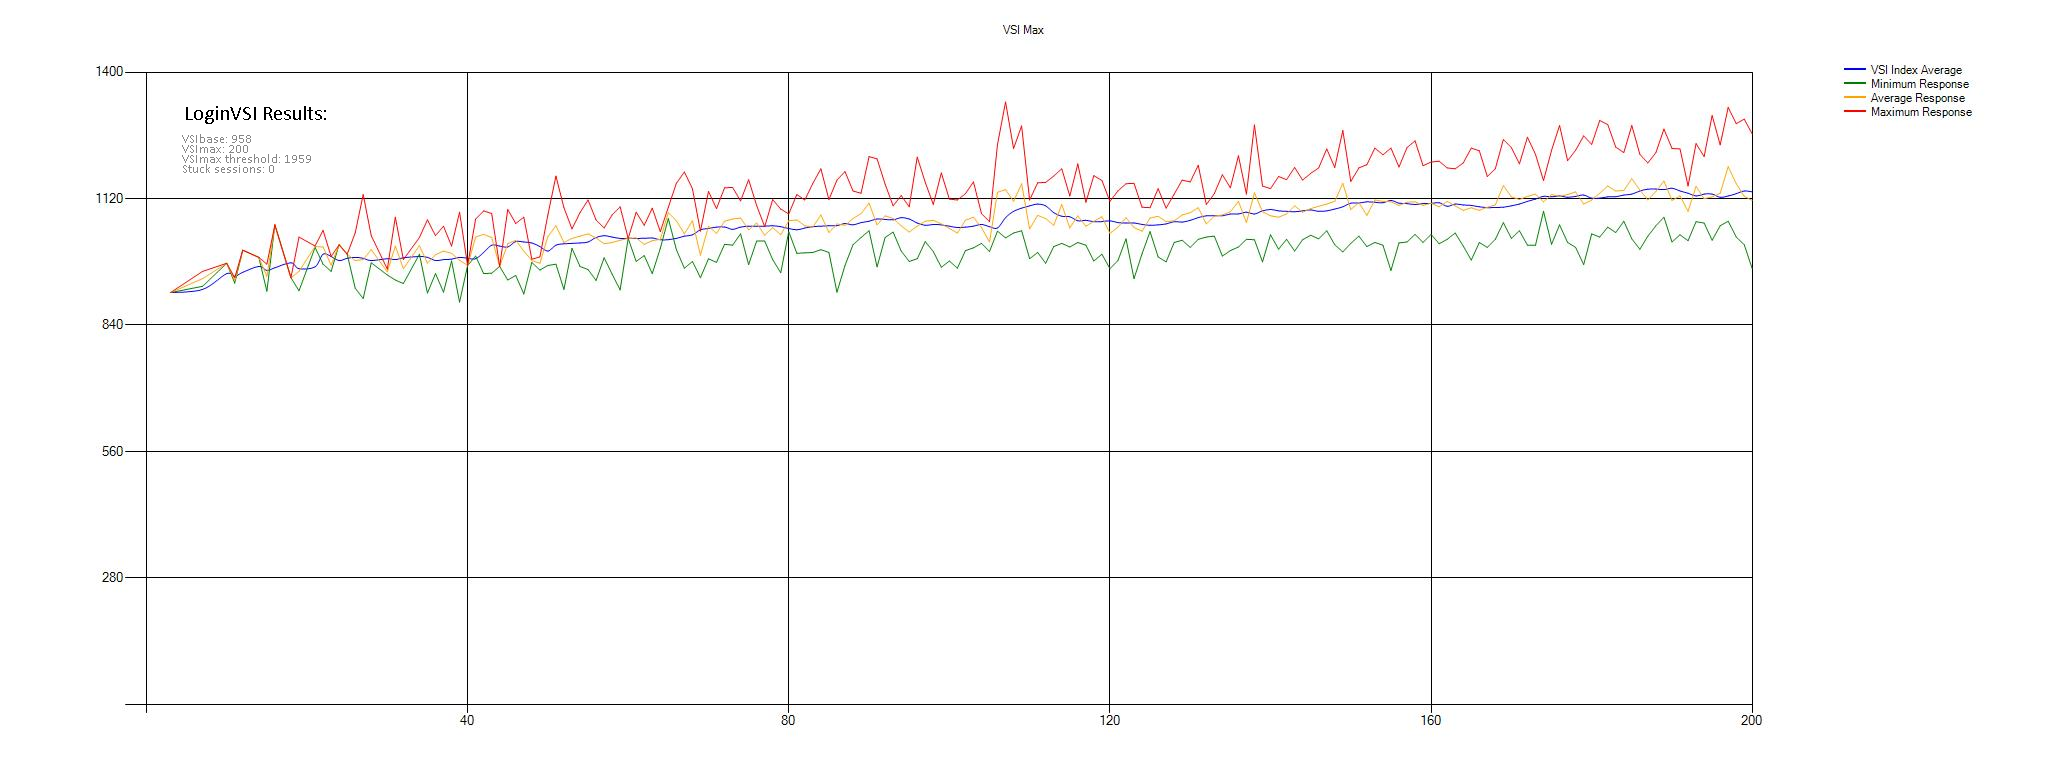 VSI Max
1400
1120
840
560
280
LoginVSI Results:
VSIbase: 958
VSImax: 200
VSImax threshold: 1959
Stuck sessions: 0
VSI Index Average
Minimum Response
Average Response
Maximum Response
40
80
120
160
200